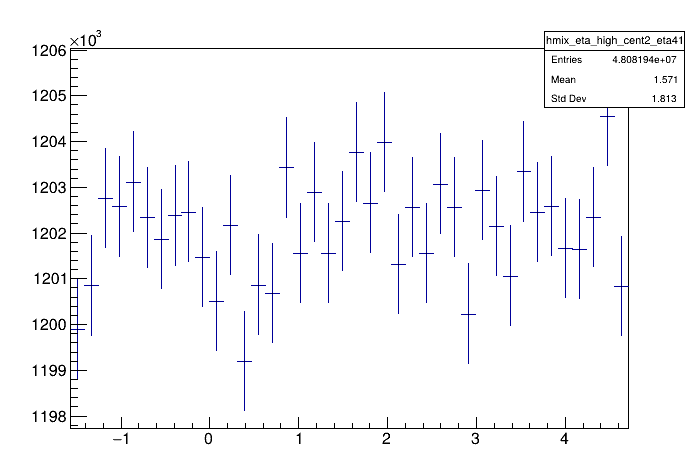 ×10³
1206
1205
1204
1203
1202
1201
1200
1199
1198
−1 0 1 2 3 4
hmix_eta_high_cent2_eta41
Entries 4.808194e+07
Mean 1.571
Std Dev 1.813